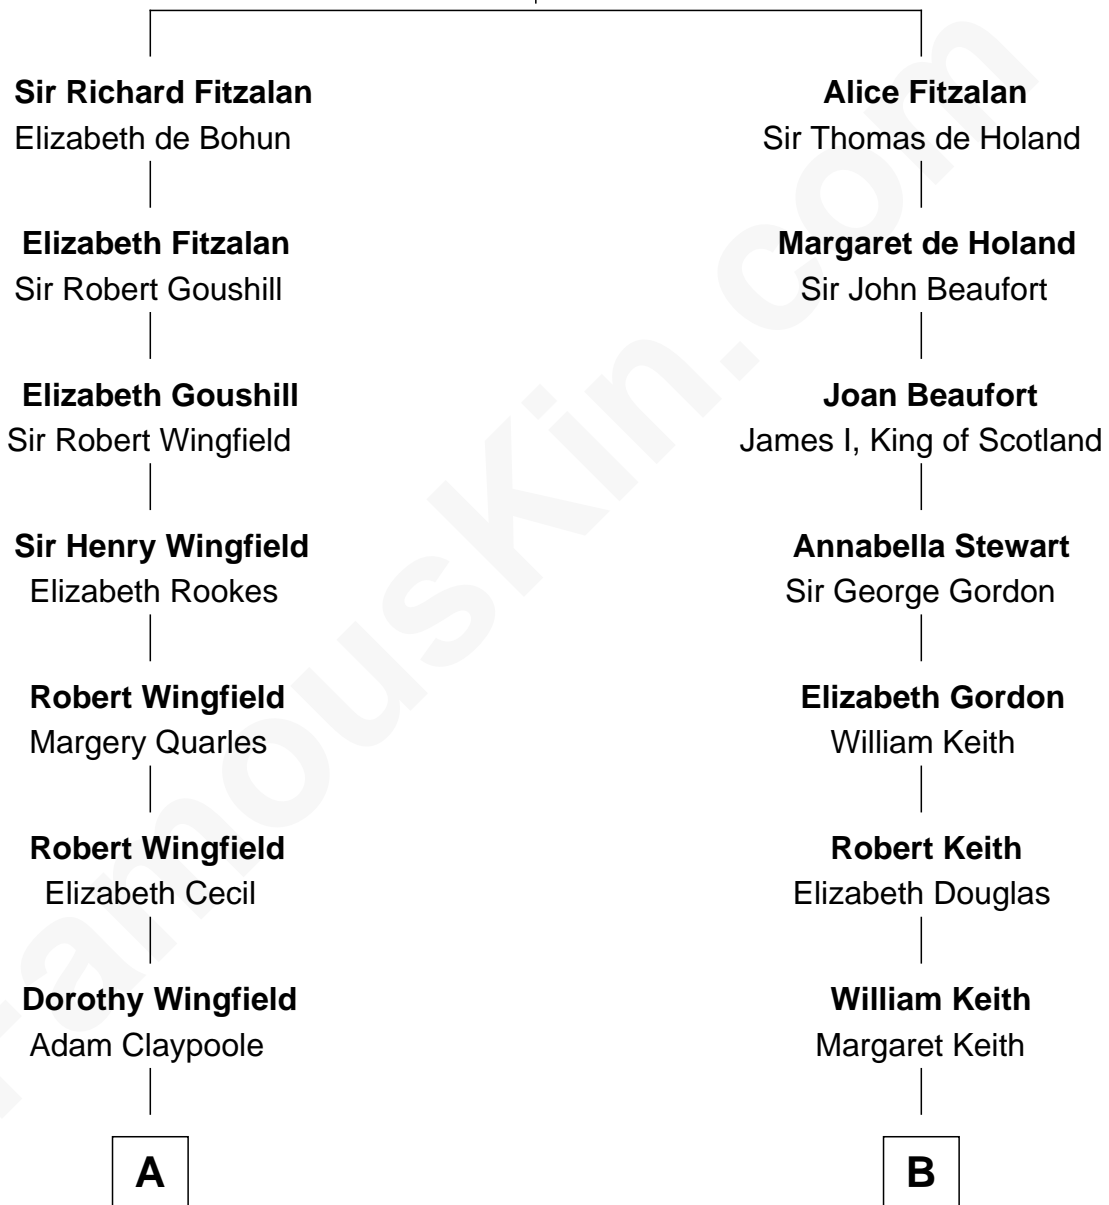 Sir Richard Fitzalan
Elizabeth de Bohun
Elizabeth Fitzalan
Sir Robert Goushill
Elizabeth Goushill
Sir Robert Wingfield
Sir Henry Wingfield
Elizabeth Rookes
Robert Wingfield
Margery Quarles
Robert Wingfield
Elizabeth Cecil
Dorothy Wingfield
Adam Claypoole
A
Alice Fitzalan
Sir Thomas de Holand
Margaret de Holand
Sir John Beaufort
Joan Beaufort
James I, King of Scotland
Annabella Stewart
Sir George Gordon
Elizabeth Gordon
William Keith
Robert Keith
Elizabeth Douglas
William Keith
Margaret Keith
B
FamousKin.com